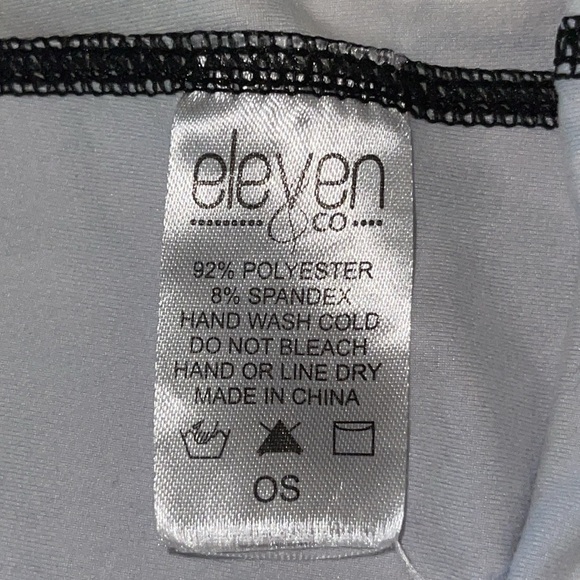 eleven
& CO
92% POLYESTER
8% SPANDEX
HAND WASH COLD
DO NOT BLEACH
HAND OR LINE DRY
MADE IN CHINA
OS